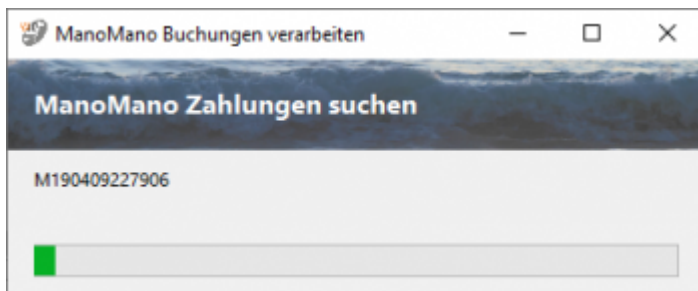 ManoMano Buchungen verarbeiten
ManoMano Zahlungen suchen
M190409227906